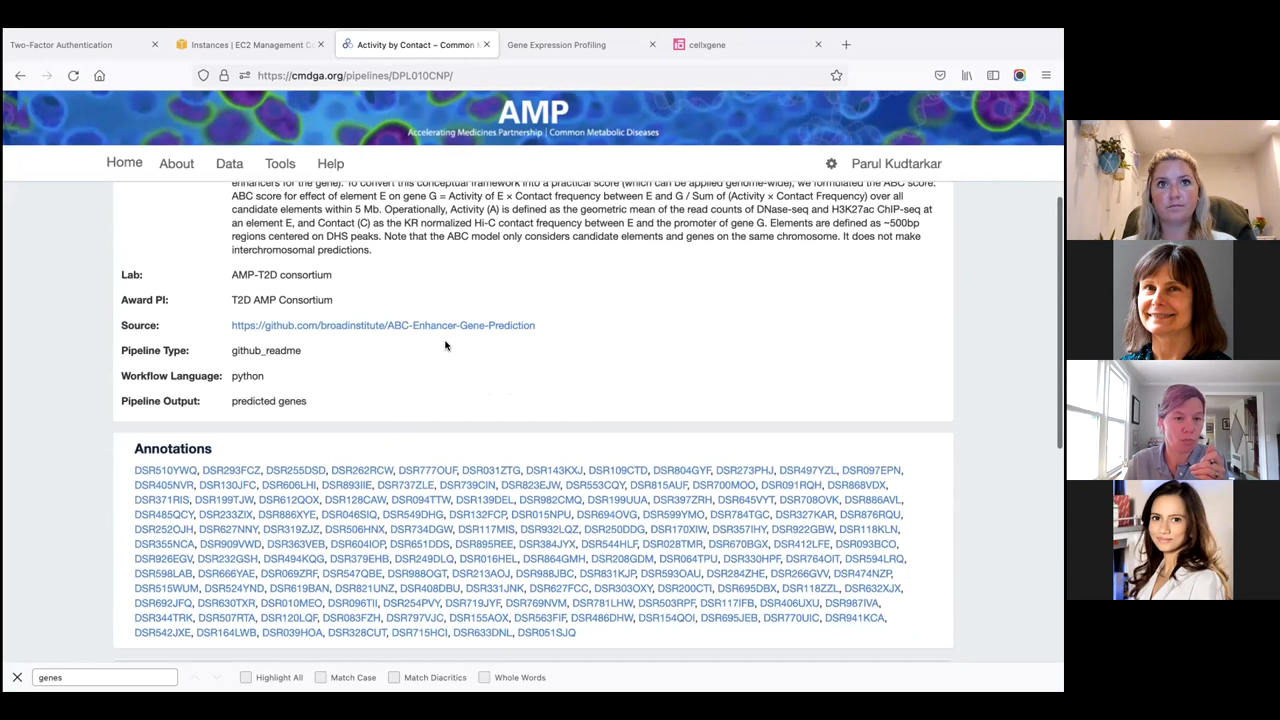 Two-Factor Authentication
Instances | EC2 Management Co
Activity by Contact – Common M
Gene Expression Profiling
cellxgene
https://cmdga.org/pipelines/DPL010CNP/
AMP
Accelerating Medicines Partnership | Common Metabolic Diseases
Home About Data Tools Help Parul Kudtarkar
enhancers for the gene). To convert this conceptual framework into a practical score (which can be applied genome-wide), we formulated the ABC score:
ABC score for effect of element E on gene G = Activity of E × Contact frequency between E and G / Sum of (Activity × Contact Frequency) over all
candidate elements within 5 Mb. Operationally, Activity (A) is defined as the geometric mean of the read counts of DNase-seq and H3K27ac ChIP-seq at
an element E, and Contact (C) as the KR normalized Hi-C contact frequency between E and the promoter of gene G. Elements are defined as ~500bp
regions centered on DHS peaks. Note that the ABC model only considers candidate elements and genes on the same chromosome. It does not make
interchromosomal predictions.
Lab: AMP-T2D consortium
Award PI: T2D AMP Consortium
Source: https://github.com/broadinstitute/ABC-Enhancer-Gene-Prediction
Pipeline Type: github_readme
Workflow Language: python
Pipeline Output: predicted genes
Annotations
DSR510YWQ, DSR293FCZ, DSR255DSD, DSR262RCW, DSR777OUF, DSR031ZTG, DSR143KXJ, DSR109CTD, DSR804GYF, DSR273PHJ, DSR497YZL, DSR097EPN,
DSR405NVR, DSR130JFC, DSR606LHI, DSR893IIE, DSR737ZLE, DSR739CIN, DSR823EJW, DSR553CQY, DSR815AUF, DSR700MOO, DSR091RQH, DSR868VDX,
DSR371RIS, DSR199TJW, DSR612QOX, DSR128CAW, DSR094TTW, DSR139DEL, DSR982CMQ, DSR199UUA, DSR397ZRH, DSR645VYT, DSR708OVK, DSR886AVL,
DSR485QCY, DSR233ZIX, DSR886XYE, DSR046SIQ, DSR549DHG, DSR132FCP, DSR015NPU, DSR694OVG, DSR599YMO, DSR784TGC, DSR327KAR, DSR876RQU,
DSR252OJH, DSR627NNY, DSR319ZJZ, DSR506HNX, DSR734DGW, DSR117MIS, DSR932LQZ, DSR250DDG, DSR170XIW, DSR357IHY, DSR922GBW, DSR118KLN,
DSR355NCA, DSR909VWD, DSR363VEB, DSR604IOP, DSR651DDS, DSR895REE, DSR384JYX, DSR544HLF, DSR028TMR, DSR670BGX, DSR412LFE, DSR093BCO,
DSR926EGV, DSR232GSH, DSR494KQG, DSR379EHB, DSR249DLQ, DSR016HEL, DSR864GMH, DSR208GDM, DSR064TPU, DSR330HPF, DSR764OIT, DSR594LRQ,
DSR598LAB, DSR666YAE, DSR069ZRF, DSR547QBE, DSR988OGT, DSR213AOJ, DSR988JBC, DSR831KJP, DSR593OAU, DSR284ZHE, DSR266GVV, DSR474NZP,
DSR515WUM, DSR524YND, DSR619BAN, DSR821UNZ, DSR408DBU, DSR331JNK, DSR627FCC, DSR303OXY, DSR200CTI, DSR695DBX, DSR118ZZL, DSR632XJX,
DSR692JFQ, DSR630TXR, DSR010MEO, DSR096TII, DSR254PVY, DSR719JYF, DSR769NVM, DSR781LHW, DSR503RPF, DSR117IFB, DSR406UXU, DSR987IVA,
DSR344TRK, DSR507RTA, DSR120LQF, DSR083FZH, DSR797VJC, DSR155AOX, DSR563FIF, DSR486DHW, DSR154QOI, DSR695JEB, DSR770UIC, DSR941KCA,
DSR542JXE, DSR164LWB, DSR039HOA, DSR328CUT, DSR715HCI, DSR633DNL, DSR051SJQ
genes Highlight All Match Case Match Diacritics Whole Words